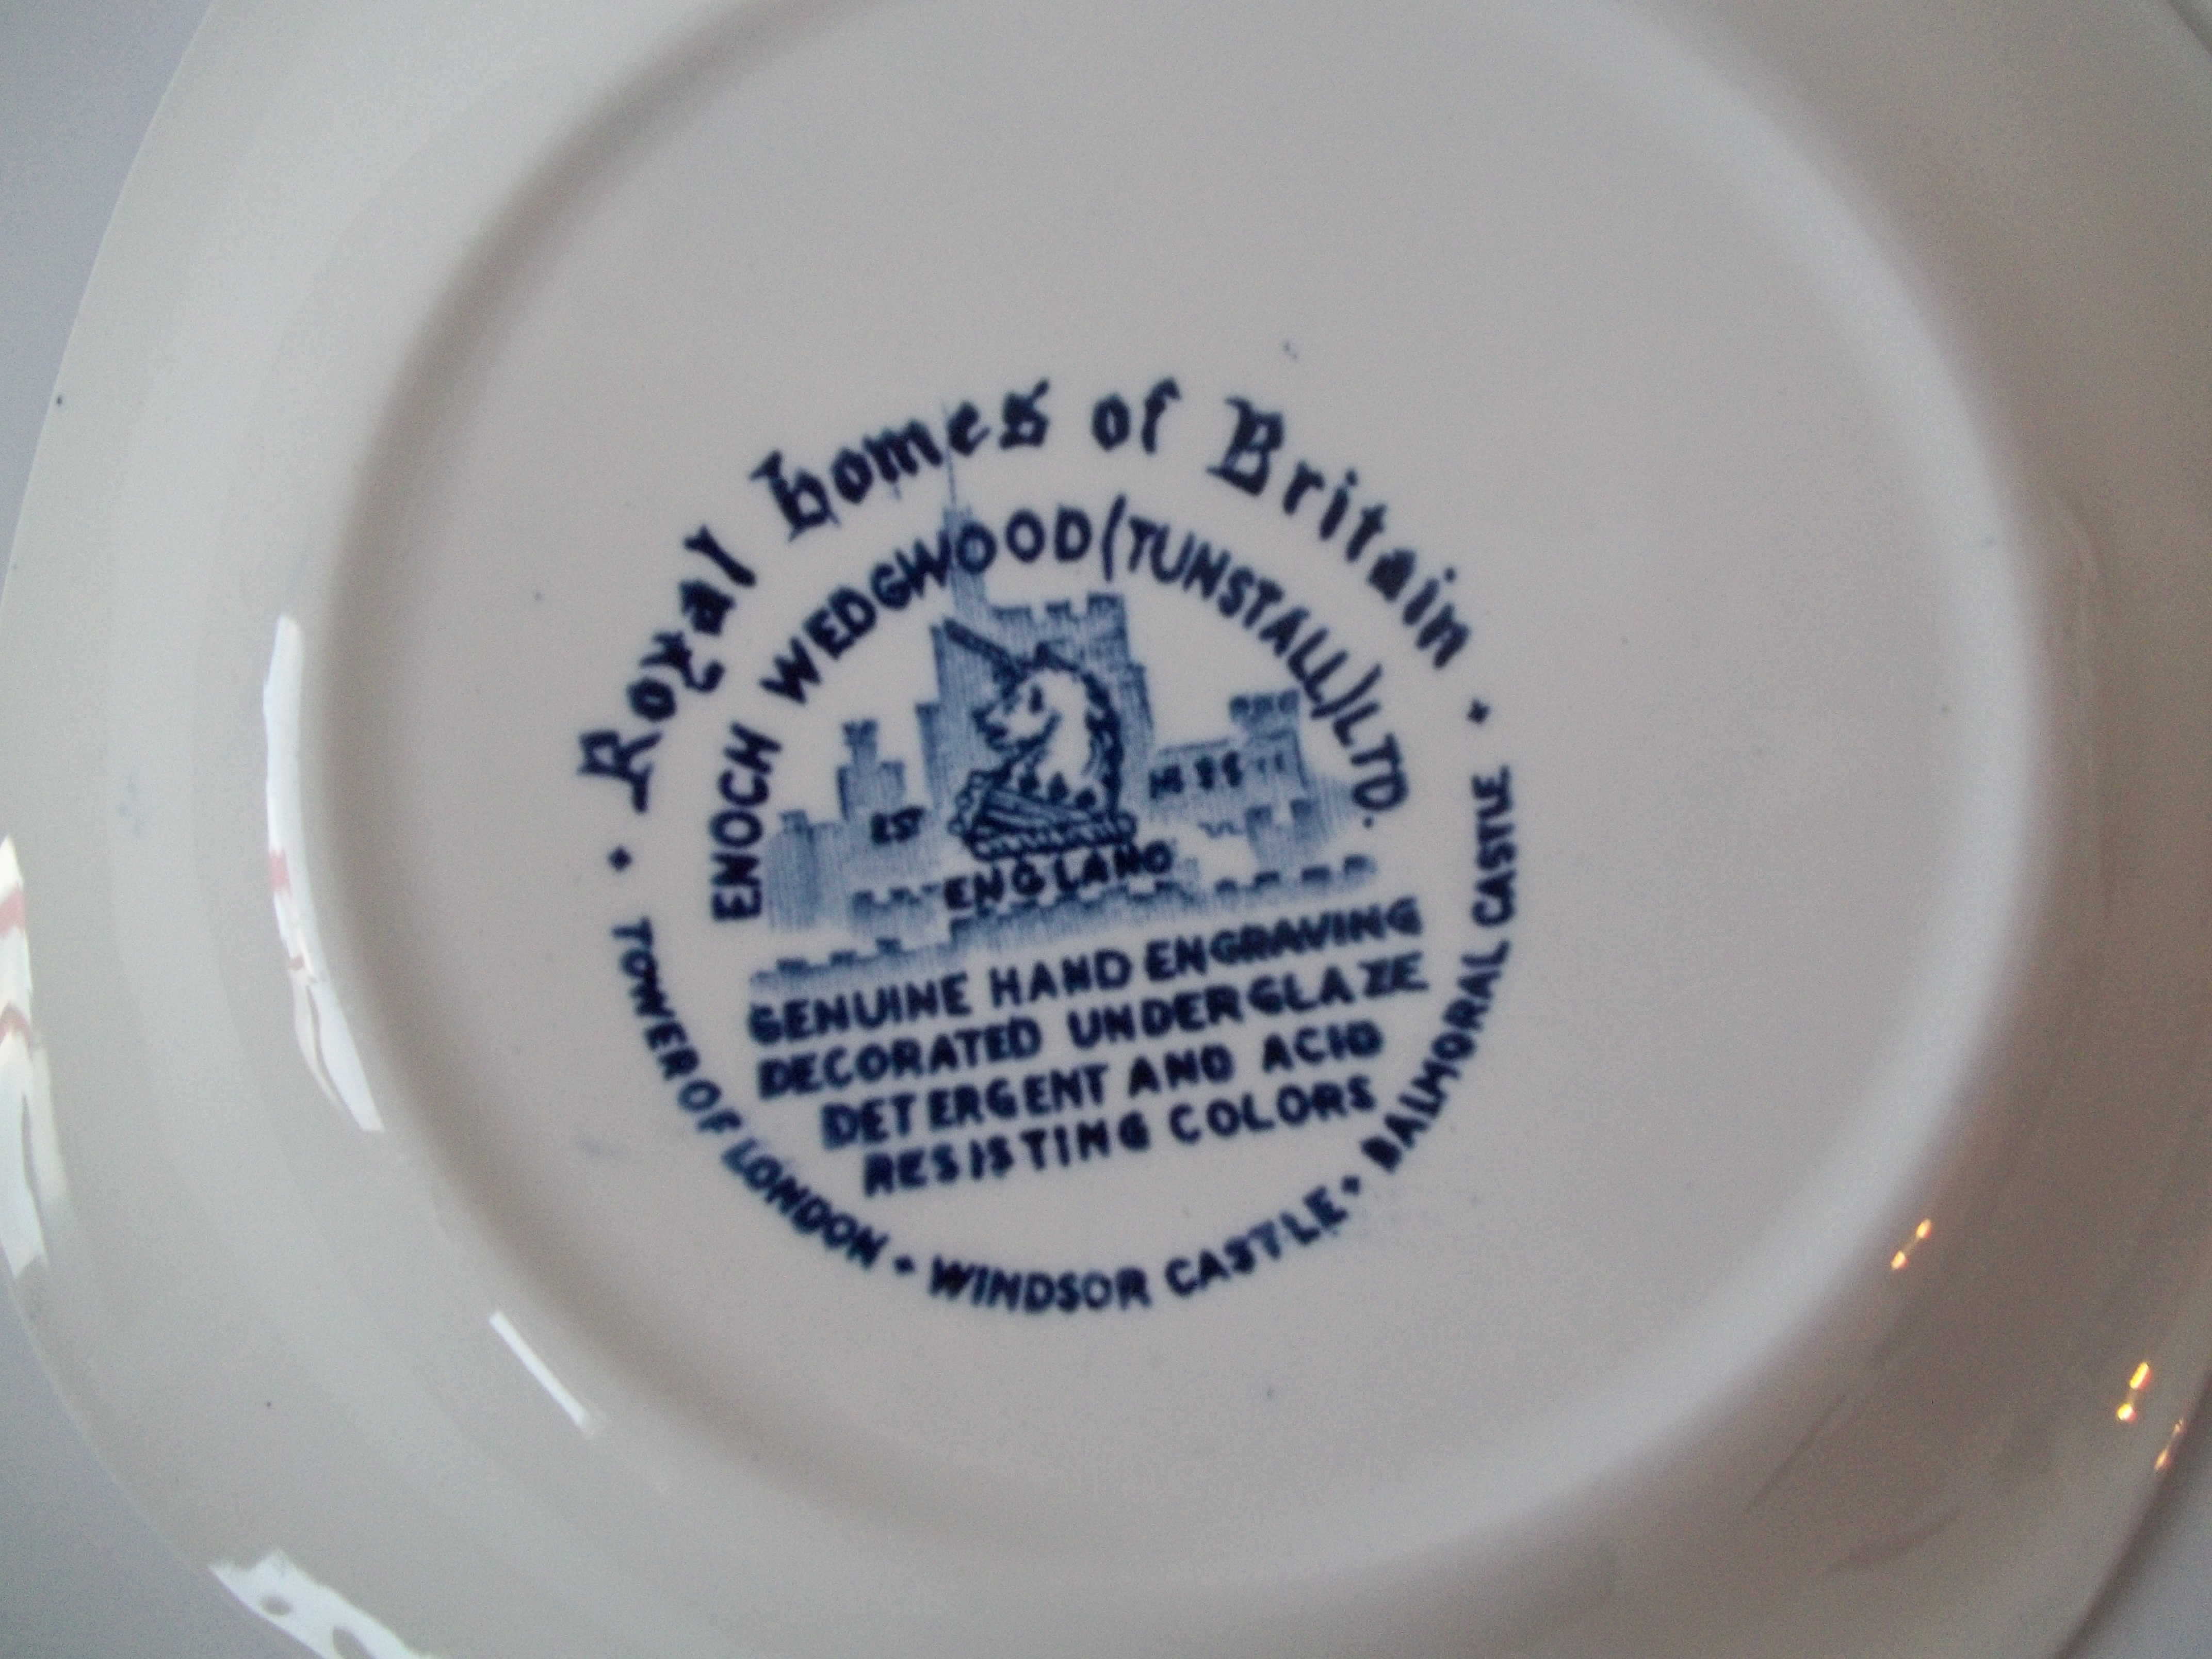 Royal homes of Britain
ENOCH WEDGWOOD (TUNSTALL) LTD.
EST
ENGLAND
GENUINE HAND ENGRAVING
DECORATED UNDERGLAZE
DETERGENT AND ACID
RESISTING COLORS
TOWER OF LONDON • WINDSOR CASTLE • BALMORAL CASTLE